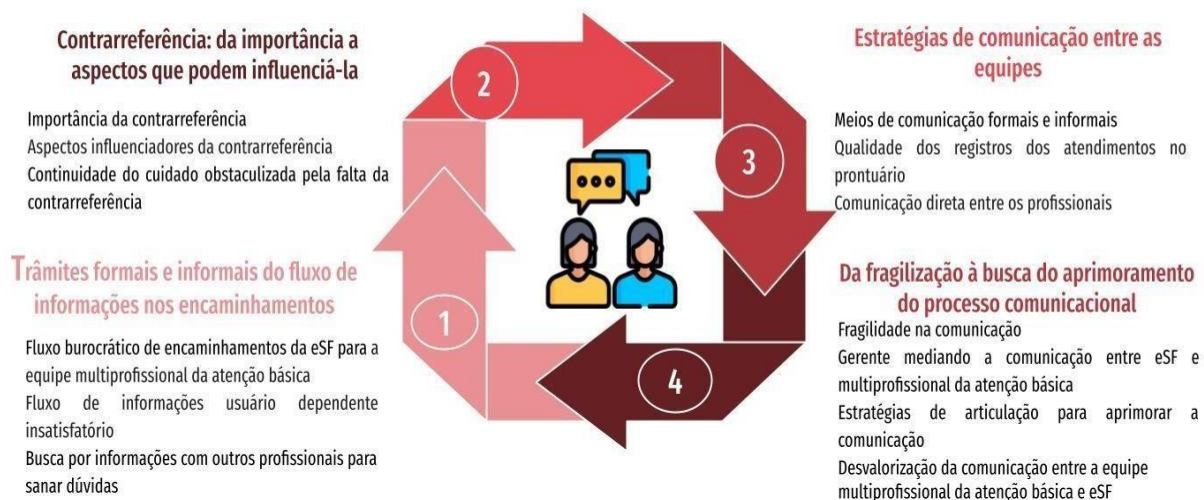 Contrarreferência: da importância a
aspectos que podem influenciá-la
Importância da contrarreferência
Aspectos influenciadores da contrarreferência
Continuidade do cuidado obstaculizada pela falta da
contrarreferência
2
Estratégias de comunicação entre as
equipes
Meios de comunicação formais e informais
Qualidade dos registros dos atendimentos no
prontuário
Comunicação direta entre os profissionais
3
Trâmites formais e informais do fluxo de
informações nos encaminhamentos
Fluxo burocrático de encaminhamentos da eSF para a
equipe multiprofissional da atenção básica
Fluxo de informações usuário dependente
insatisfatório
Busca por informações com outros profissionais para
sanar dúvidas
1
Da fragilização à busca do aprimoramento
do processo comunicacional
Fragilidade na comunicação
Gerente mediando a comunicação entre eSF e
multiprofissional da atenção básica
Estratégias de articulação para aprimorar a
comunicação
Desvalorização da comunicação entre a equipe
multiprofissional da atenção básica e eSF
4